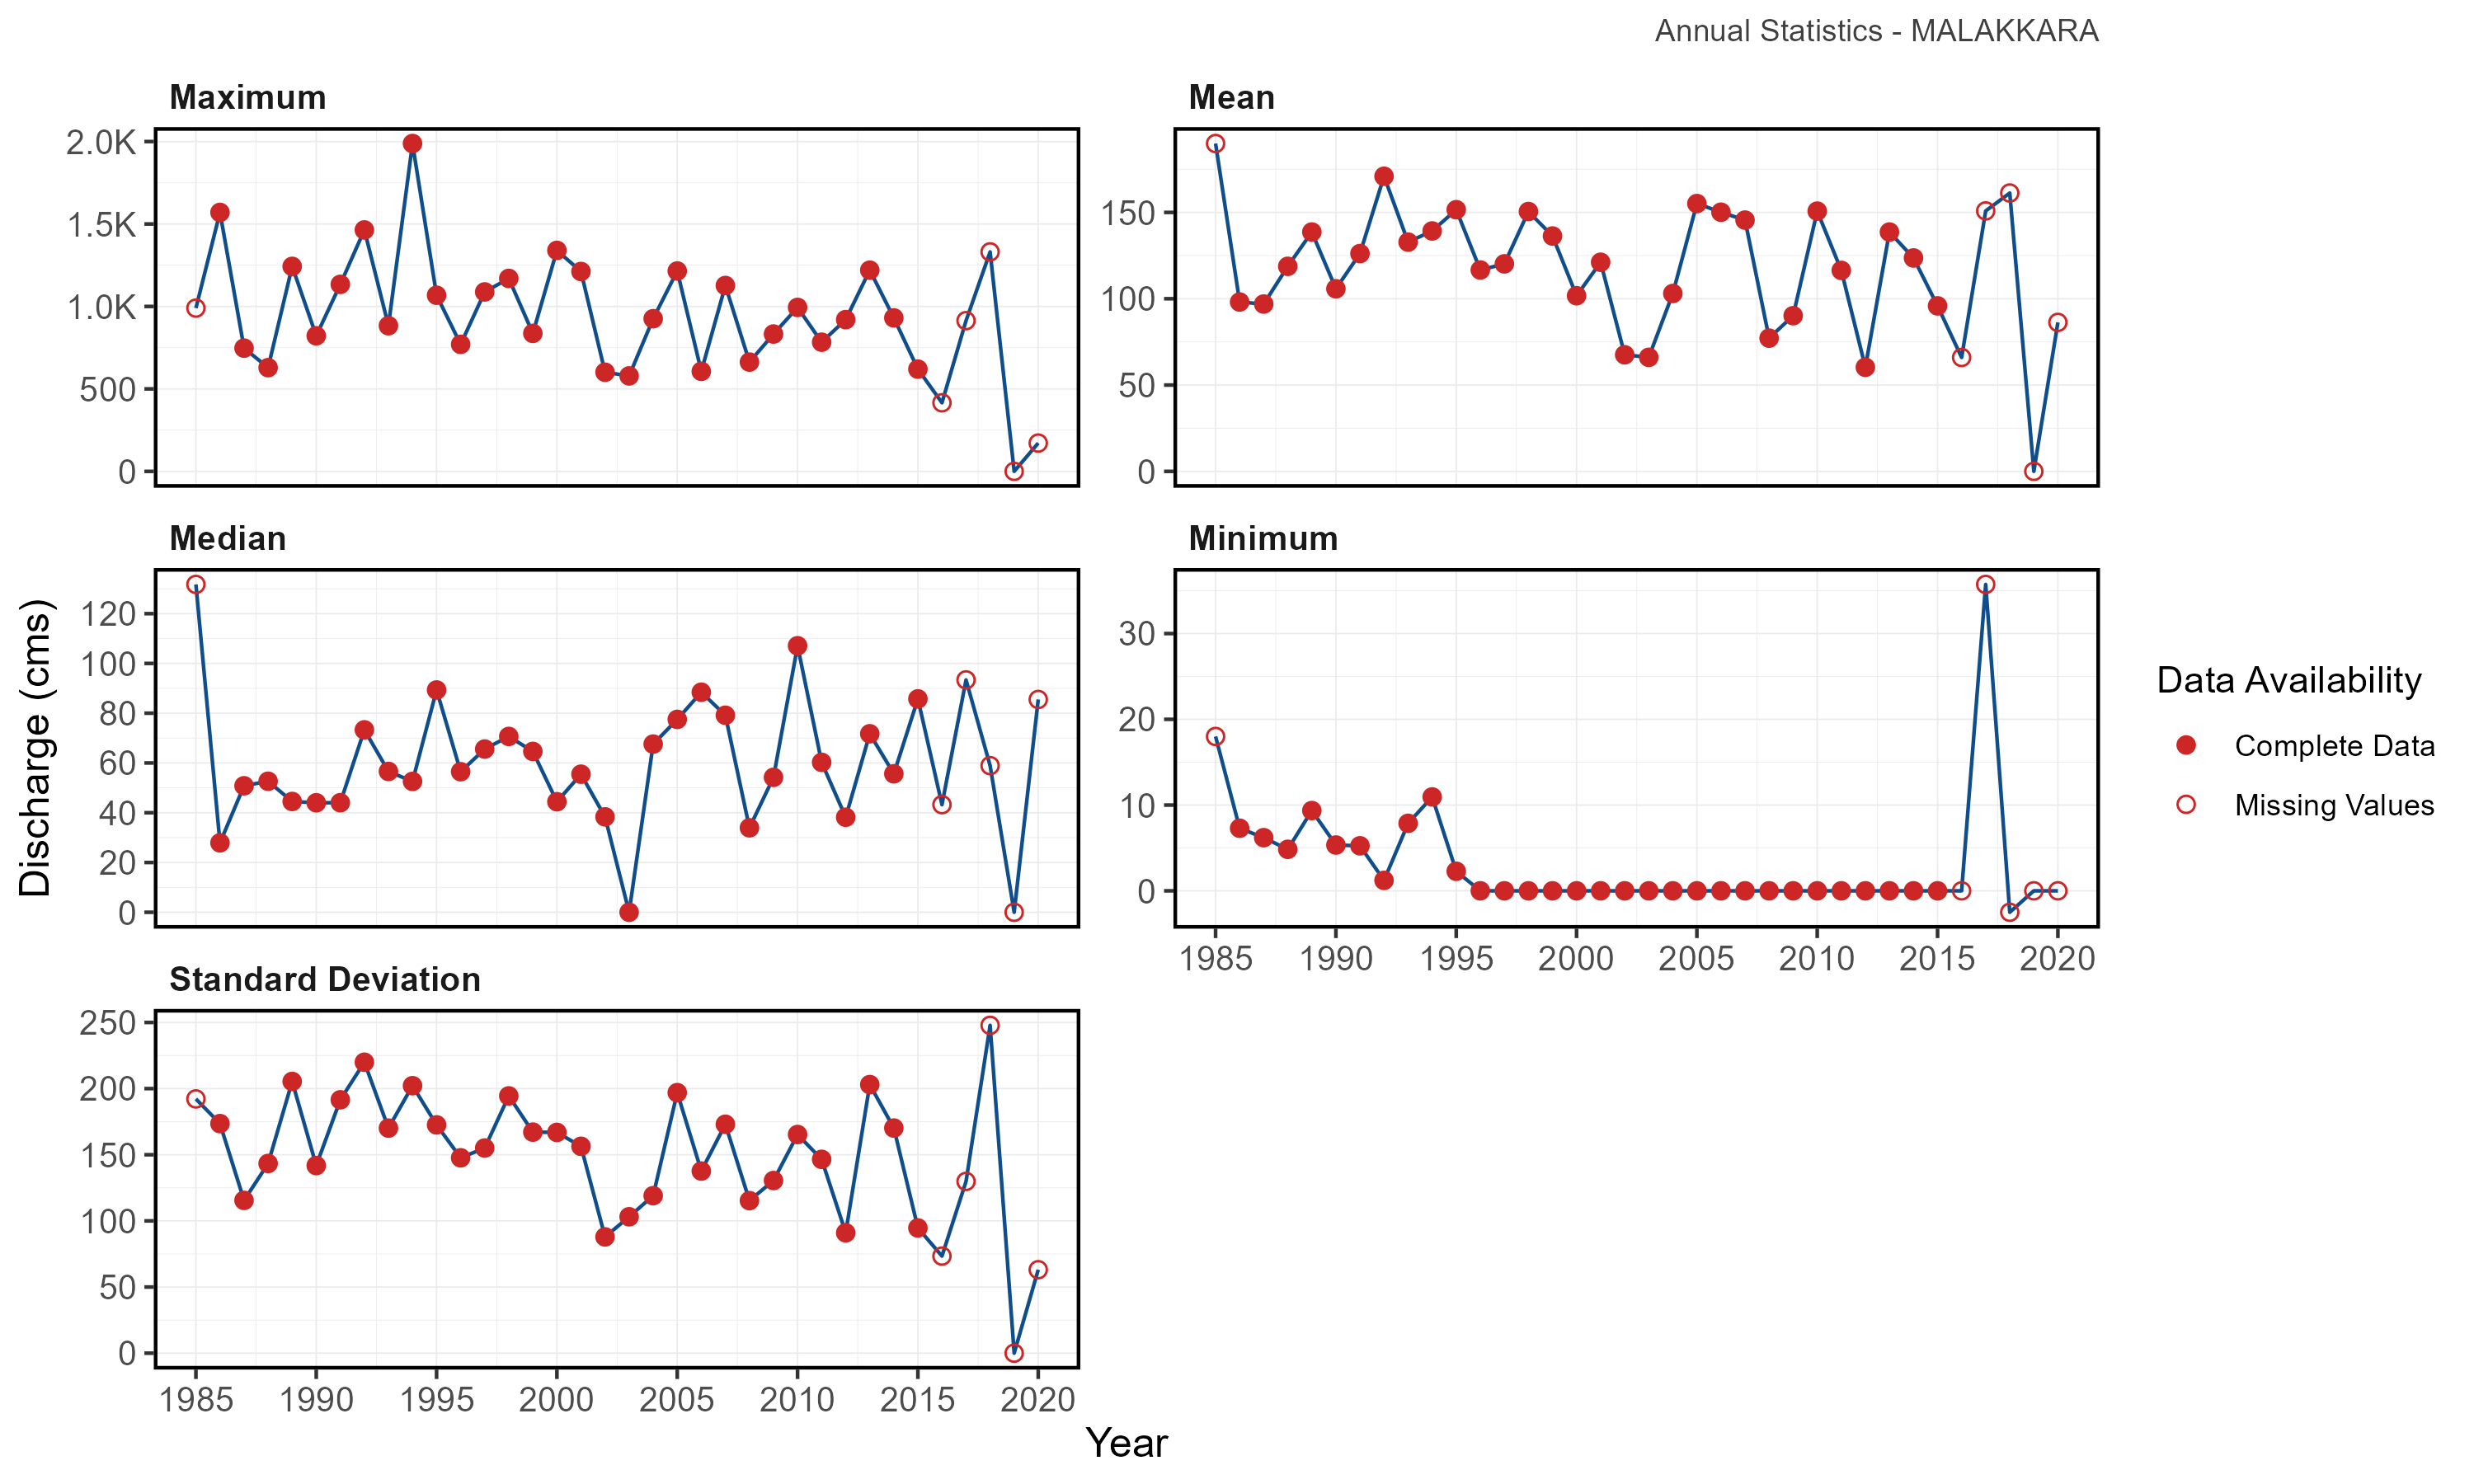 Annual Statistics - MALAKKARA
Maximum
2.0K
1.5K
1.0K
500
0
Mean
150
100
50
0
Median
120
100
80
60
40
20
0
Minimum
30
20
10
0
1985 1990 1995 2000 2005 2010 2015 2020
Standard Deviation
250
200
150
100
50
0
1985 1990 1995 2000 2005 2010 2015 2020
Discharge (cms)
Year
Data Availability
Complete Data
Missing Values